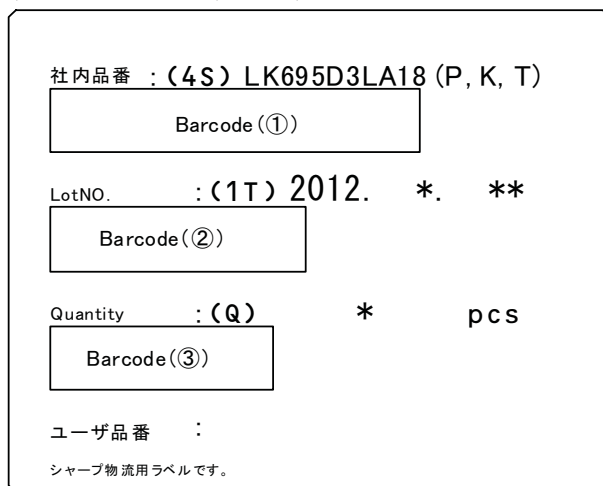 社内品番 : (4S) LK695D3LA18 (P, K, T)
Barcode(①)
LotNO. : (1T) 2012. *. **
Barcode(②)
Quantity : (Q) * pcs
Barcode(③)
ユーザ品番 :
シャープ物流用ラベルです。